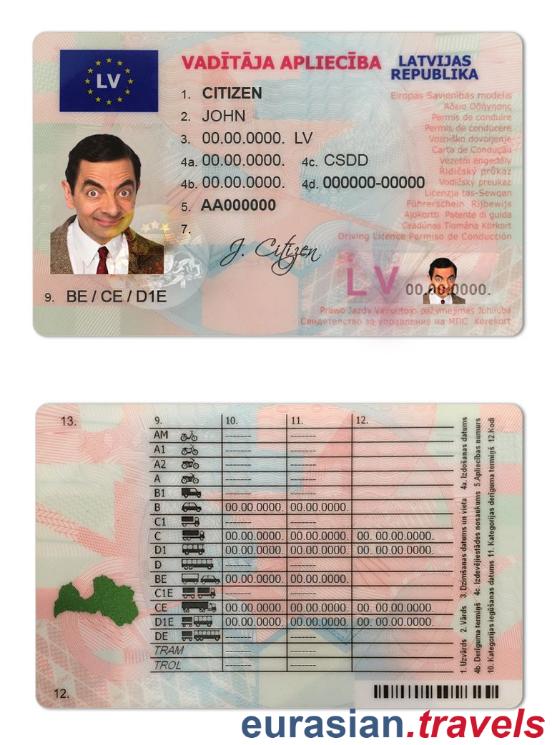 LV
VADĪTĀJA APLIECĪBA
LATVIJAS
REPUBLIKA
1. CITIZEN
2. JOHN
3. 00.00.0000. LV
4a. 00.00.0000. 4c. CSDD
4b. 00.00.0000. 4d. 000000-00000
5. AA000000
7.
J. Citizen
9. BE / CE / D1E
Eiropas Savienības modelis
Άδεια Οδήγησης
Permis de conduire
Permis de conducere
Vozniško dovoljenje
Carta de Condução
Vezetői engedély
Řidičský průkaz
Vodičský preukaz
Liċenzja tas-Sewqan
Führerschein Rijbewijs
Ajokortti Patente di guida
Ceadúnas Tiomána Körkort
Driving Licence Permiso de Conducción
LV 00.00.0000.
Prawo Jazdy Vairuotojo pažymėjimas Juhiluba
Свидетелство за управление на МПС Kørekort
13.
9. 10. 11. 12.
AM ------- -------
A1 ------- -------
A2 ------- -------
A ------- -------
B1 ------- -------
B 00.00.0000. 00.00.0000.
C1 ------- -------
C 00.00.0000. 00.00.0000. 00. 00 00.0000.
D1 00.00.0000. 00.00.0000. 00. 60.00.0000.
D ------- -------
BE 00.00.0000. 00.00.0000.
C1E ------- -------
CE 00.00.0000. 00.00.0000. 00. 00 00.0000.
D1E 00.00.0000. 00.00.0000. 00. 00 00.0000.
DE ------- -------
TRAM ------- -------
TROL ------- -------
1. Uzvārds 2. Vārds 3. Dzimšanas datums un vieta 4a. Izdošanas datums
4b. Derīguma termiņš 4c. Izdevējiestādes nosaukums 5. Apliecības numurs
10. Kategorijas iegūšanas datums 11. Kategorijas derīguma termiņš 12. Kodi
12.
eurasian.travels